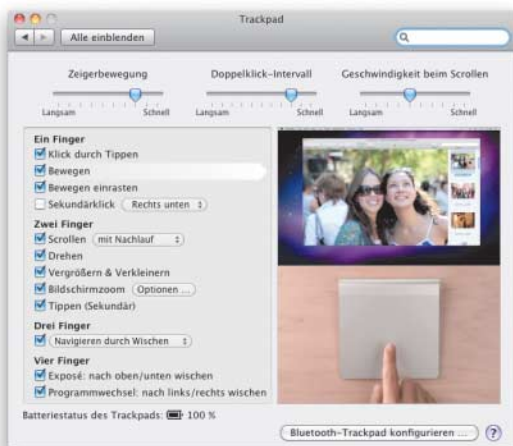 Trackpad
Alle einblenden
Zeigerbewegung Doppelklick-Intervall Geschwindigkeit beim Scrollen
Langsam Schnell Langsam Schnell Langsam Schnell
Ein Finger
Klick durch Tippen
Bewegen
Bewegen einrasten
Sekundärklick Rechts unten
Zwei Finger
Scrollen mit Nachlauf
Drehen
Vergrößern & Verkleinern
Bildschirmzoom Optionen ...
Tippen (Sekundär)
Drei Finger
Navigieren durch Wischen
Vier Finger
Exposé: nach oben/unten wischen
Programmwechsel: nach links/rechts wischen
Batteriestatus des Trackpads: 100 %
Bluetooth-Trackpad konfigurieren ... ?